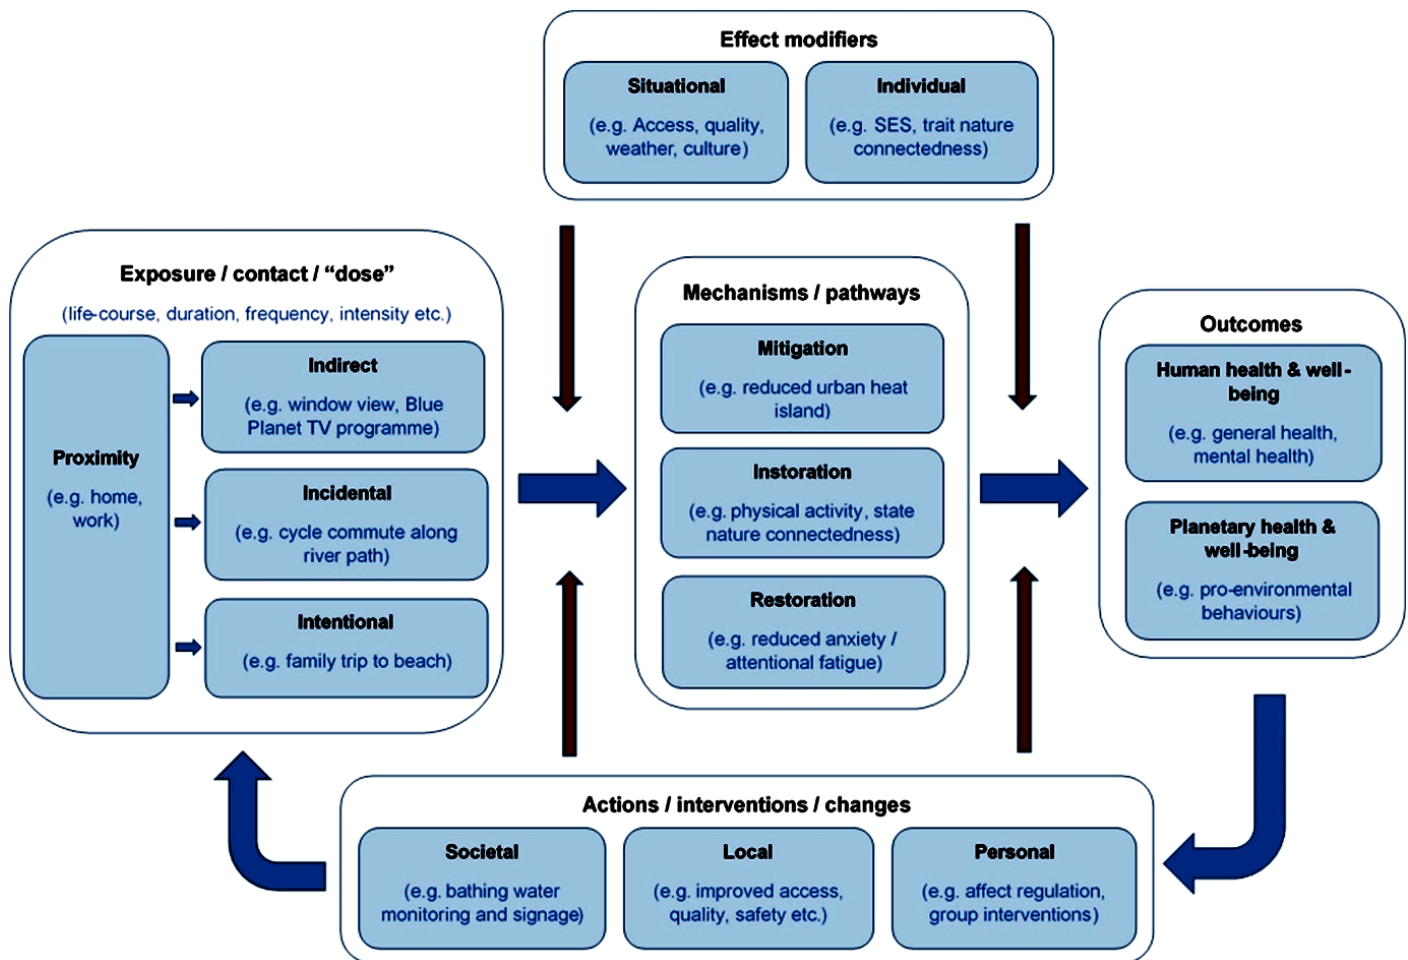 Effect modifiers
Situational
(e.g. Access, quality,
weather, culture)
Individual
(e.g. SES, trait nature
connectedness)
Exposure / contact / “dose”
(life-course, duration, frequency, intensity etc.)
Proximity
(e.g. home,
work)
Indirect
(e.g. window view, Blue
Planet TV programme)
Incidental
(e.g. cycle commute along
river path)
Intentional
(e.g. family trip to beach)
Mechanisms / pathways
Mitigation
(e.g. reduced urban heat
island)
Instoration
(e.g. physical activity, state
nature connectedness)
Restoration
(e.g. reduced anxiety /
attentional fatigue)
Outcomes
Human health & well-
being
(e.g. general health,
mental health)
Planetary health &
well-being
(e.g. pro-environmental
behaviours)
Actions / interventions / changes
Societal
(e.g. bathing water
monitoring and signage)
Local
(e.g. improved access,
quality, safety etc.)
Personal
(e.g. affect regulation,
group interventions)